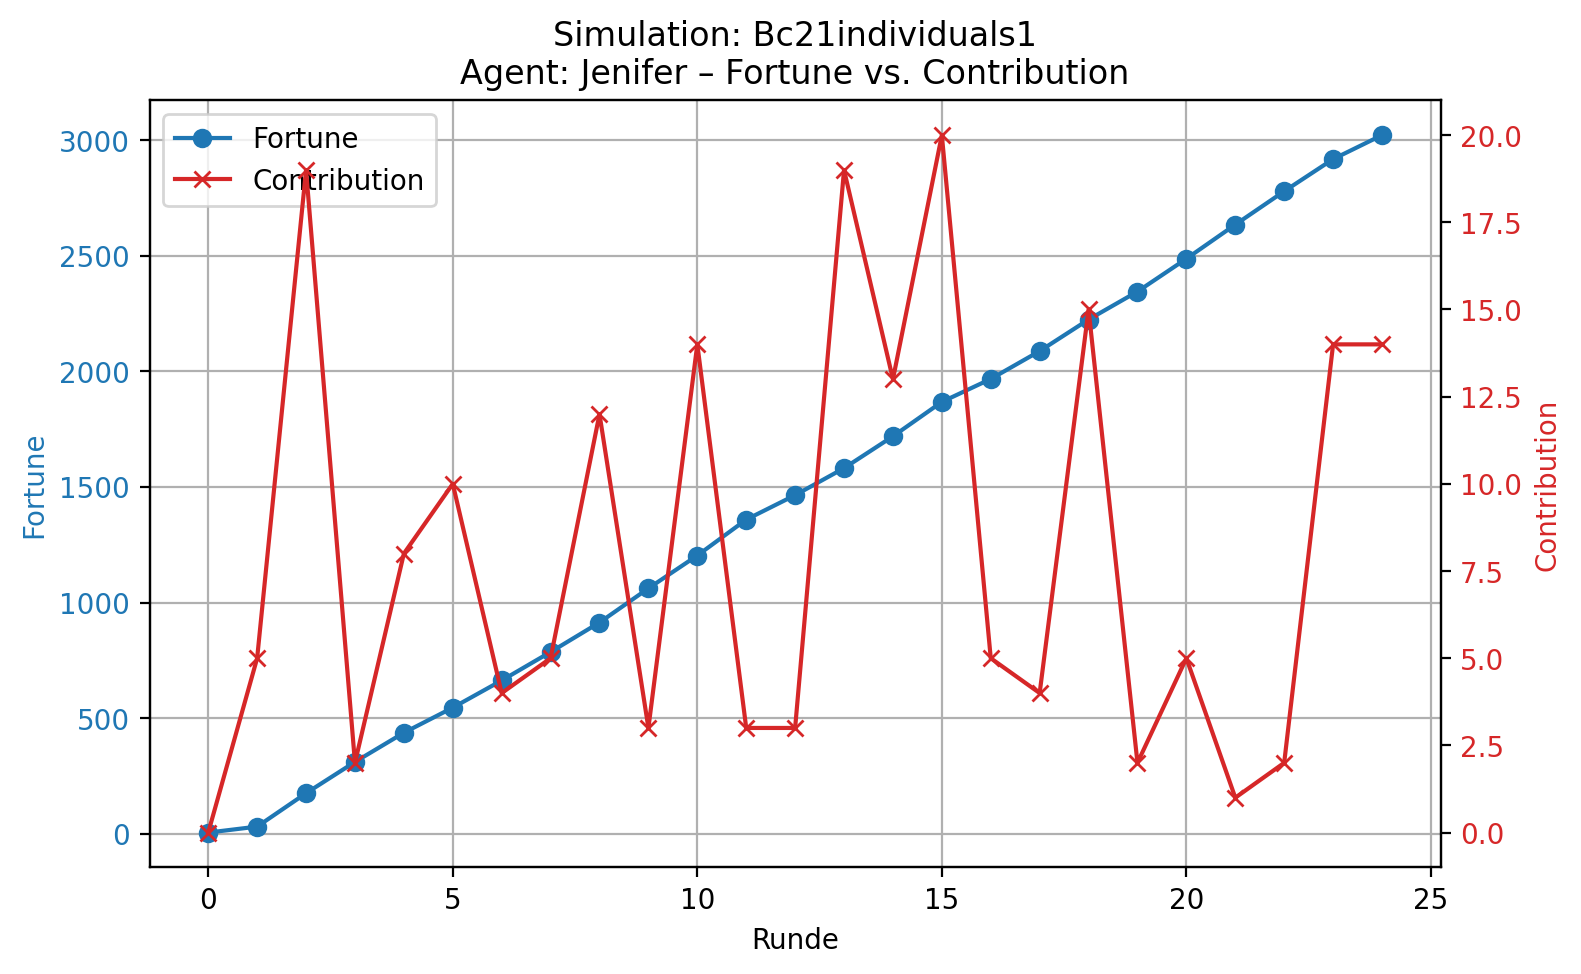 Simulation: Bc21individuals1
Agent: Jenifer – Fortune vs. Contribution
Fortune
Contribution
3000
2500
2000
1500
1000
500
0
Fortune
20.0
17.5
15.0
12.5
10.0
7.5
5.0
2.5
0.0
Contribution
0 5 10 15 20 25
Runde